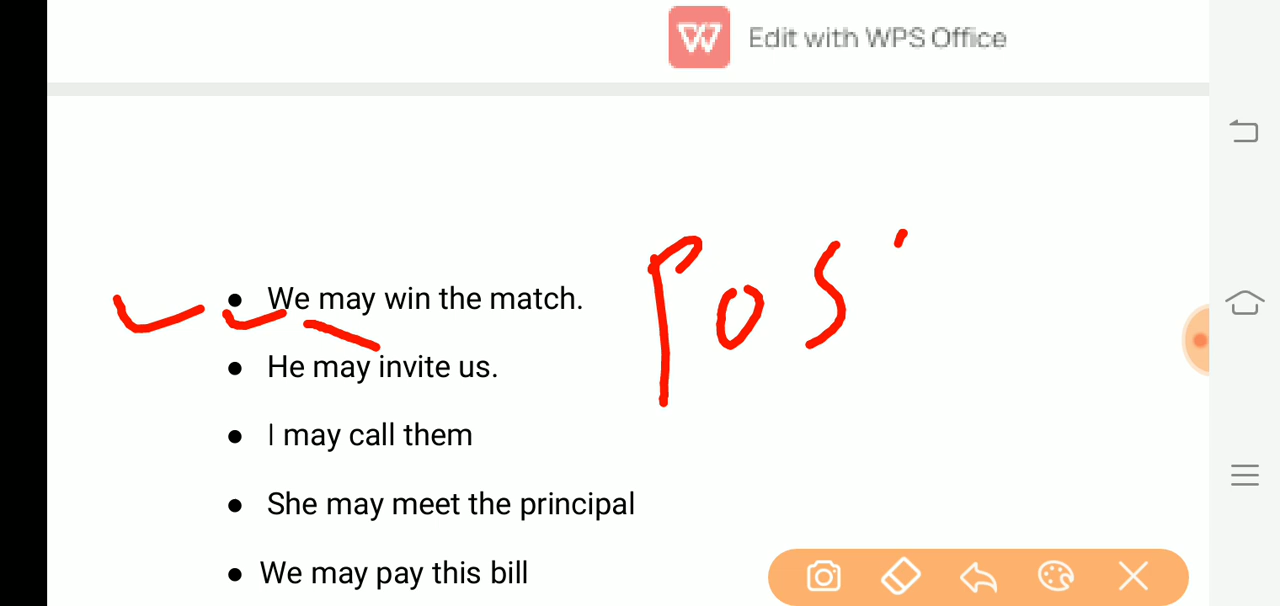 Edit with WPS Office
Pos
• We may win the match.
• He may invite us.
• I may call them
• She may meet the principal
• We may pay this bill